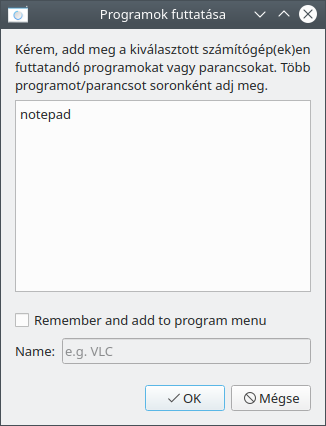 Programok futtatása
Kérem, add meg a kiválasztott számítógép(ek)en
futtatandó programokat vagy parancsokat. Több
programot/parancsot soronként adj meg.
notepad
Remember and add to program menu
Name: e.g. VLC
OK Mégse